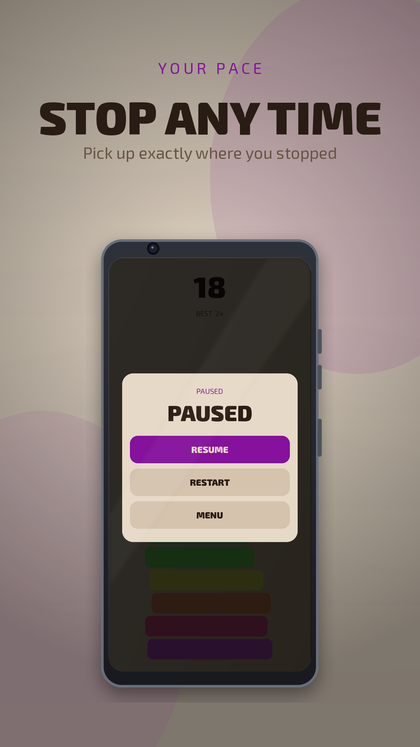 YOUR PACE
STOP ANY TIME
Pick up exactly where you stopped
18
BEST 24
PAUSED
PAUSED
RESUME
RESTART
MENU